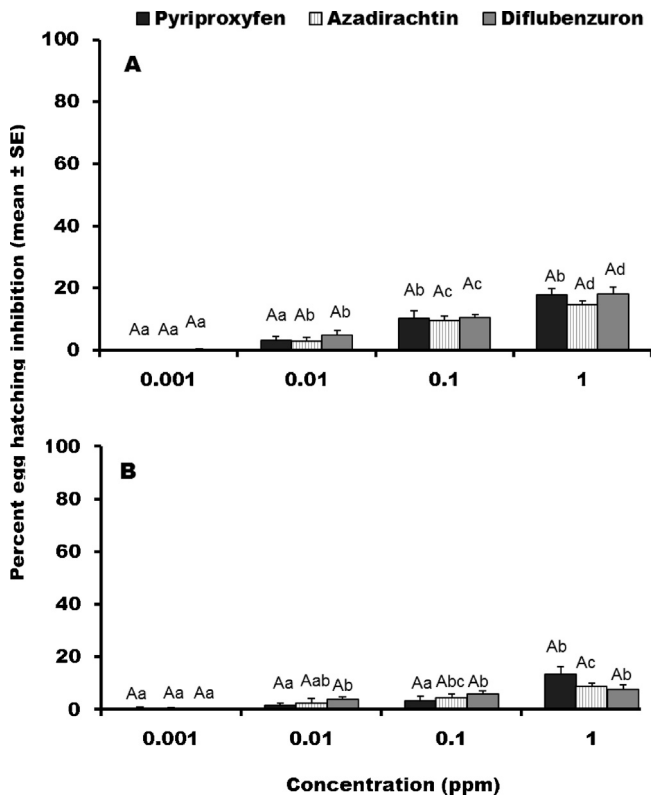 Pyriproxyfen Azadirachtin Diflubenzuron
Percent egg hatching inhibition (mean ± SE)
A
100
80
60
40
20
0
Aa Aa Aa
Aa Ab Ab
Ab Ac Ac
Ab Ad Ad
0.001 0.01 0.1 1
B
100
80
60
40
20
0
Aa Aa Aa
Aa Aab Ab
Aa Abc Ab
Ab Ac Ab
0.001 0.01 0.1 1
Concentration (ppm)